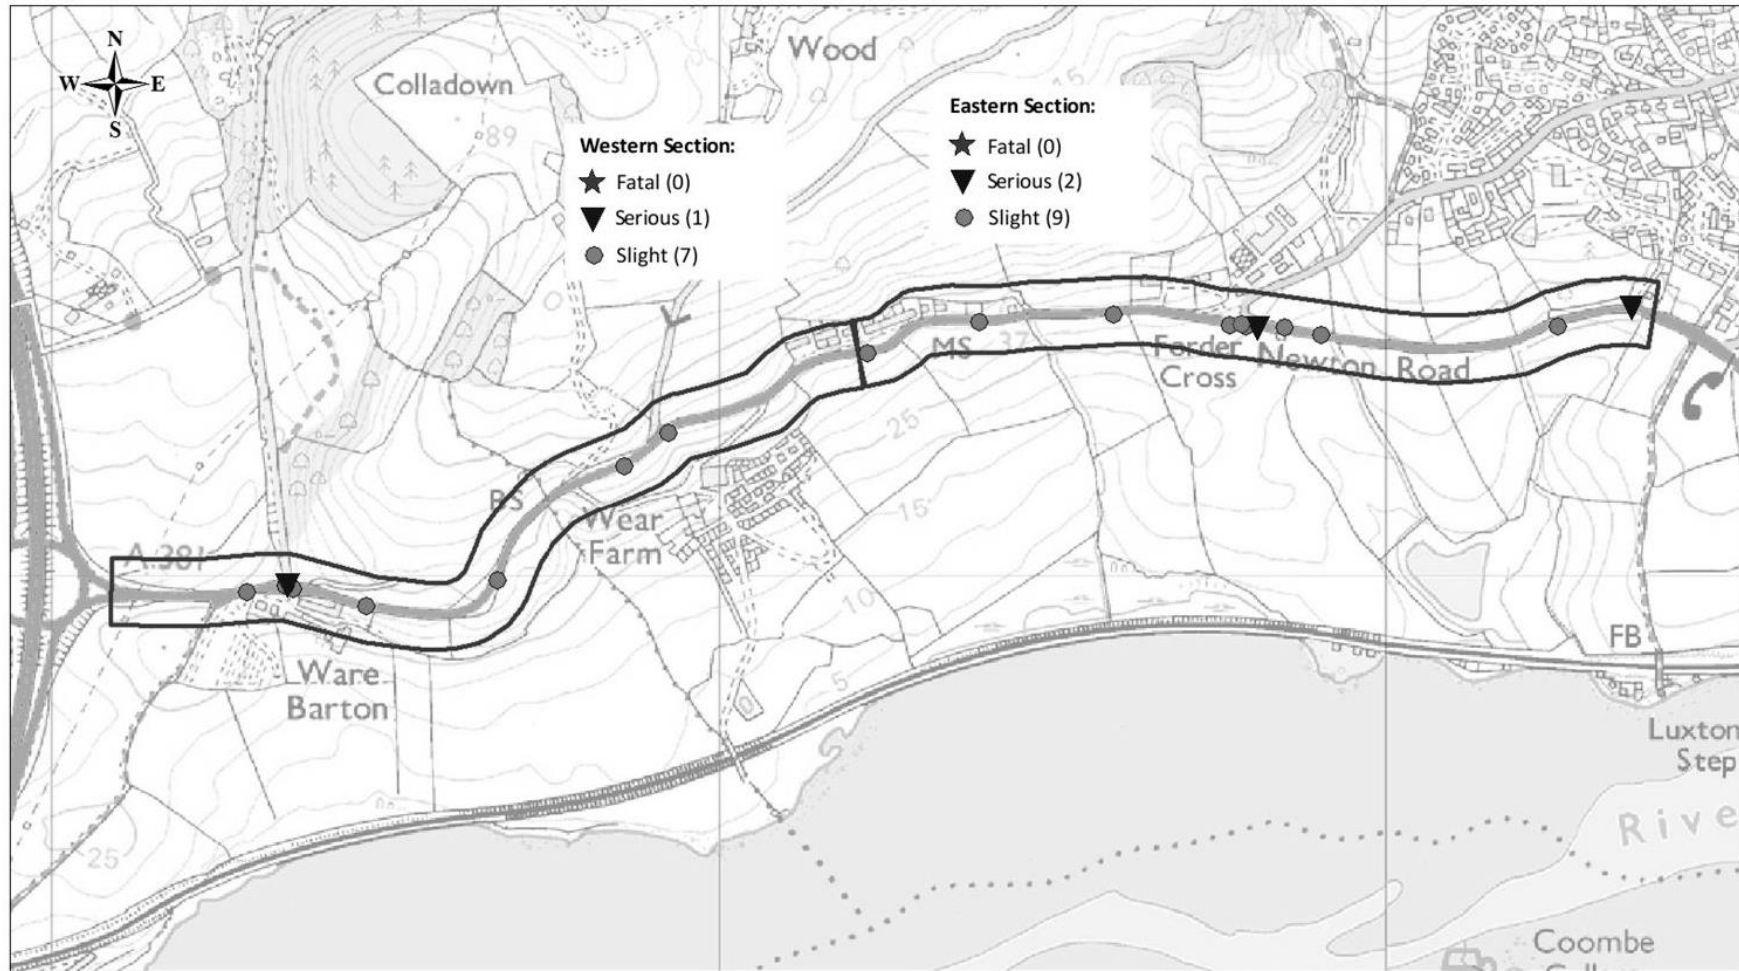 N
W E
S
Colladown
89
Wood
15
Western Section:
Fatal (0)
Serious (1)
Slight (7)
Eastern Section:
Fatal (0)
Serious (2)
Slight (9)
MS
37
Forder
Cross
Newton Road
25
15
BS
Wear
Farm
A.381
10
Ware
Barton
5
FB
Luxton
Step
25
Rive
Coombe